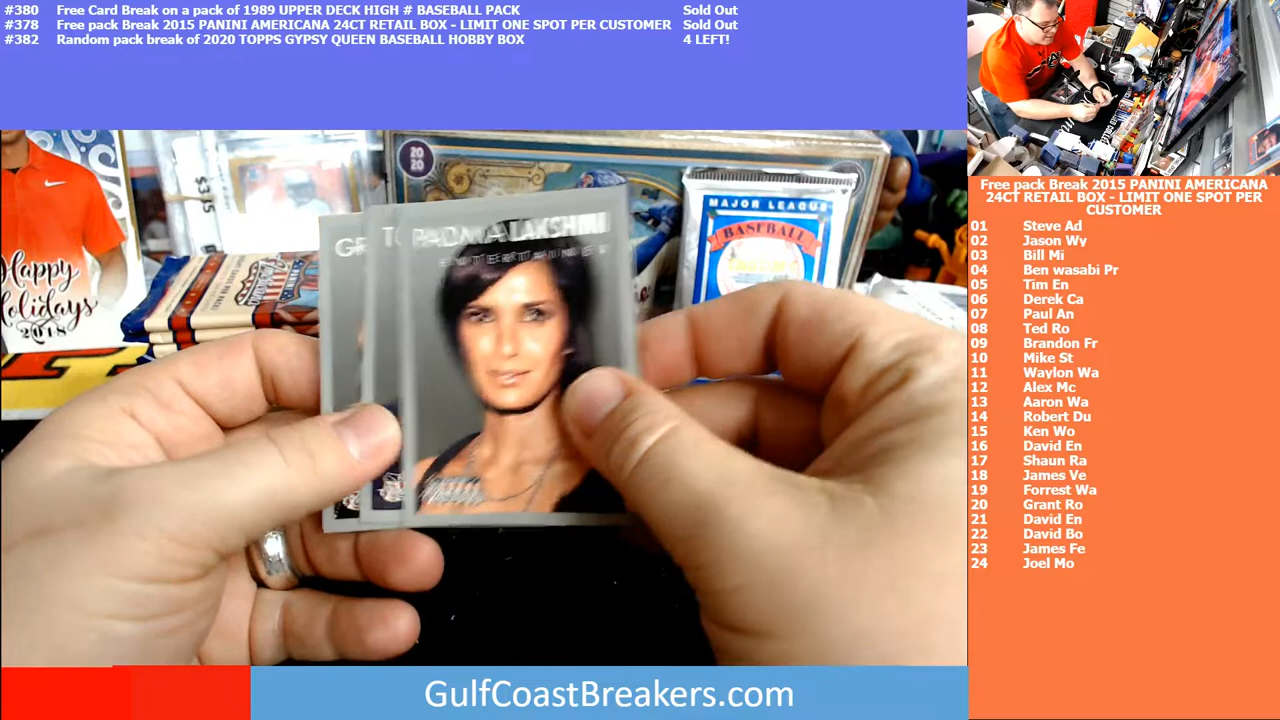 #380 Free Card Break on a pack of 1989 UPPER DECK HIGH # BASEBALL PACK Sold Out
#378 Free pack Break 2015 PANINI AMERICANA 24CT RETAIL BOX - LIMIT ONE SPOT PER CUSTOMER Sold Out
#382 Random pack break of 2020 TOPPS GYPSY QUEEN BASEBALL HOBBY BOX 4 LEFT!
20
20
$315
MAJOR LEAGUE
BASEBALL
Happy
Holidays
2018
GR
TO
PADMA LAKSHMI
ENTERTAINER
Free pack Break 2015 PANINI AMERICANA
24CT RETAIL BOX - LIMIT ONE SPOT PER
CUSTOMER
01 Steve Ad
02 Jason Wy
03 Bill Mi
04 Ben wasabi Pr
05 Tim En
06 Derek Ca
07 Paul An
08 Ted Ro
09 Brandon Fr
10 Mike St
11 Waylon Wa
12 Alex Mc
13 Aaron Wa
14 Robert Du
15 Ken Wo
16 David En
17 Shaun Ra
18 James Ve
19 Forrest Wa
20 Grant Ro
21 David En
22 David Bo
23 James Fe
24 Joel Mo
GulfCoastBreakers.com